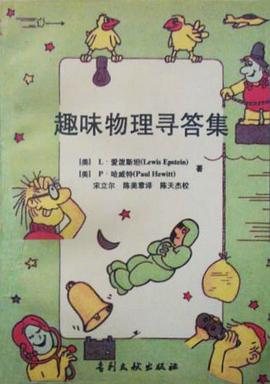 趣味物理寻答集
[美] L·爱泼斯坦(Lewis Epstein)
[美] P·哈威特(Paul Hewitt)
著
宋立尔 陈美章译 陈天杰校
专利文献出版社